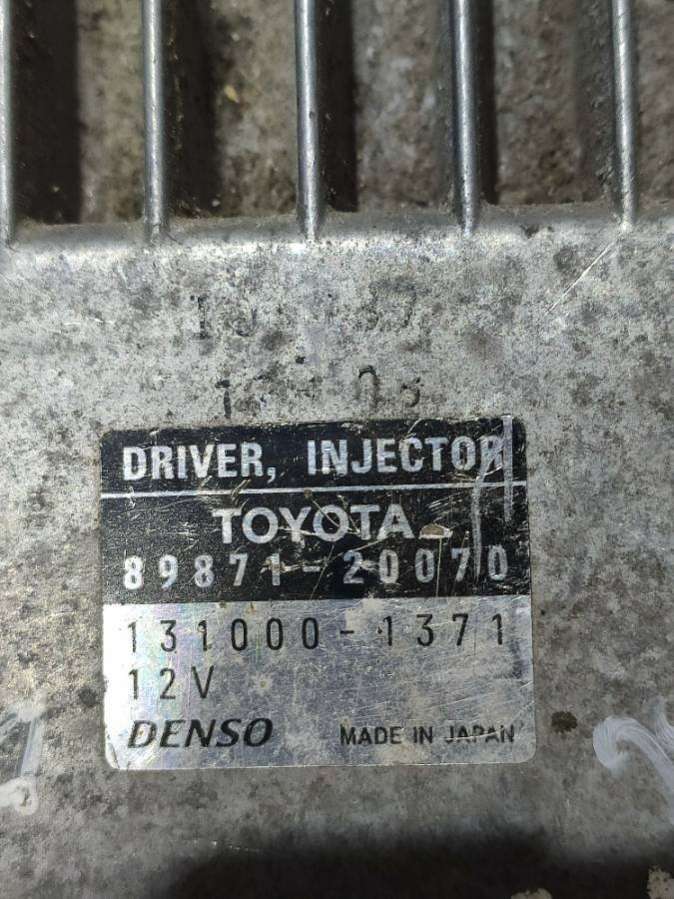 DRIVER, INJECTOR
TOYOTA
89871-20070
131000-1371
12V
DENSO
MADE IN JAPAN